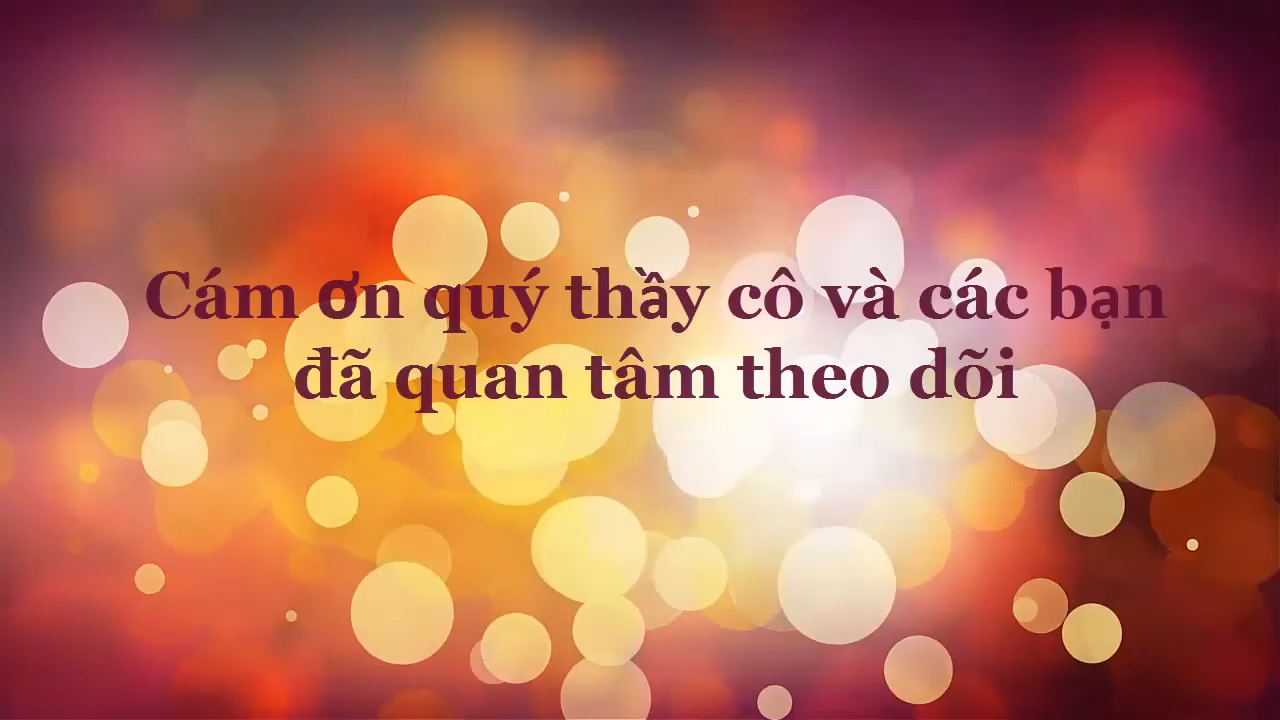 Cám ơn quý thầy cô và các bạn
đã quan tâm theo dõi